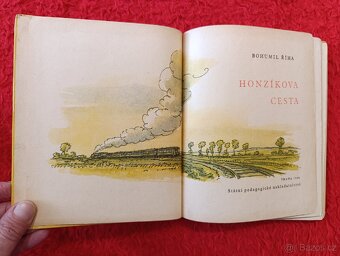 BOHUMIL ŘÍHA
HONZÍKOVA
CESTA
Státní pedagogické nakladatelství
Bazoš.cz